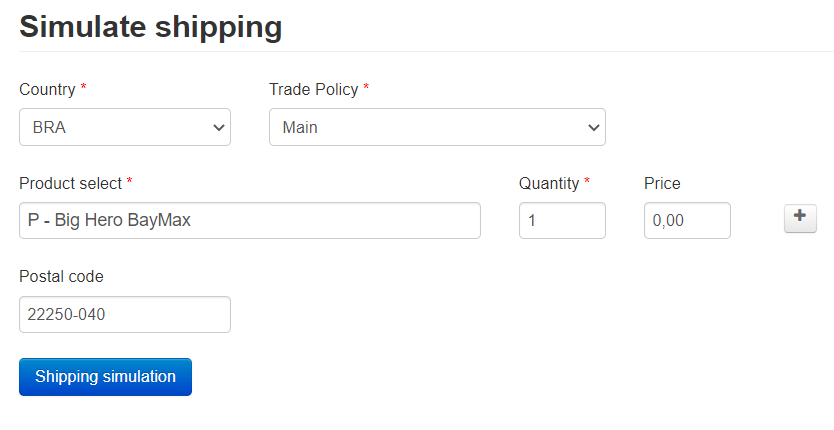 Simulate shipping
Country * Trade Policy *
BRA Main
Product select * Quantity * Price
P - Big Hero BayMax 1 0,00 +
Postal code
22250-040
Shipping simulation